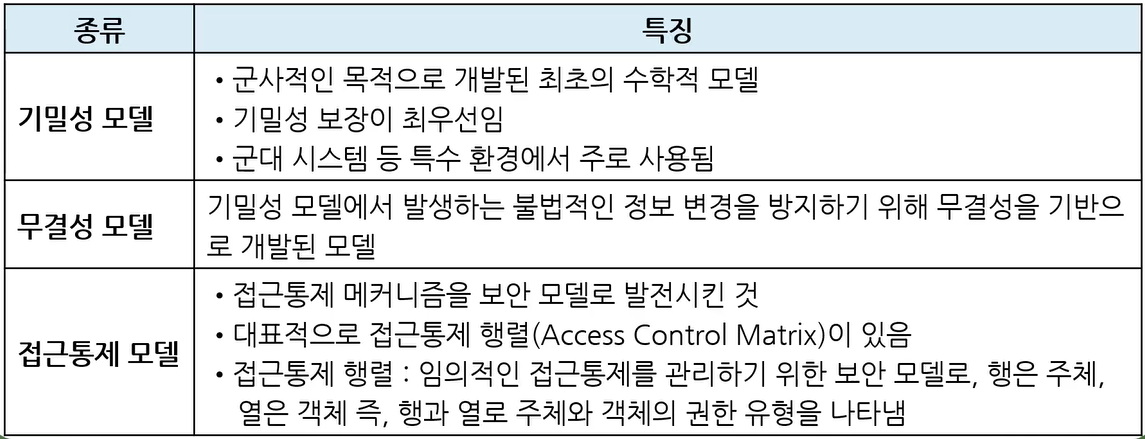 종류
특징
기밀성 모델
• 군사적인 목적으로 개발된 최초의 수학적 모델
• 기밀성 보장이 최우선임
• 군대 시스템 등 특수 환경에서 주로 사용됨
무결성 모델
기밀성 모델에서 발생하는 불법적인 정보 변경을 방지하기 위해 무결성을 기반으
로 개발된 모델
접근통제 모델
• 접근통제 메커니즘을 보안 모델로 발전시킨 것
• 대표적으로 접근통제 행렬(Access Control Matrix)이 있음
• 접근통제 행렬 : 임의적인 접근통제를 관리하기 위한 보안 모델로, 행은 주체,
열은 객체 즉, 행과 열로 주체와 객체의 권한 유형을 나타냄